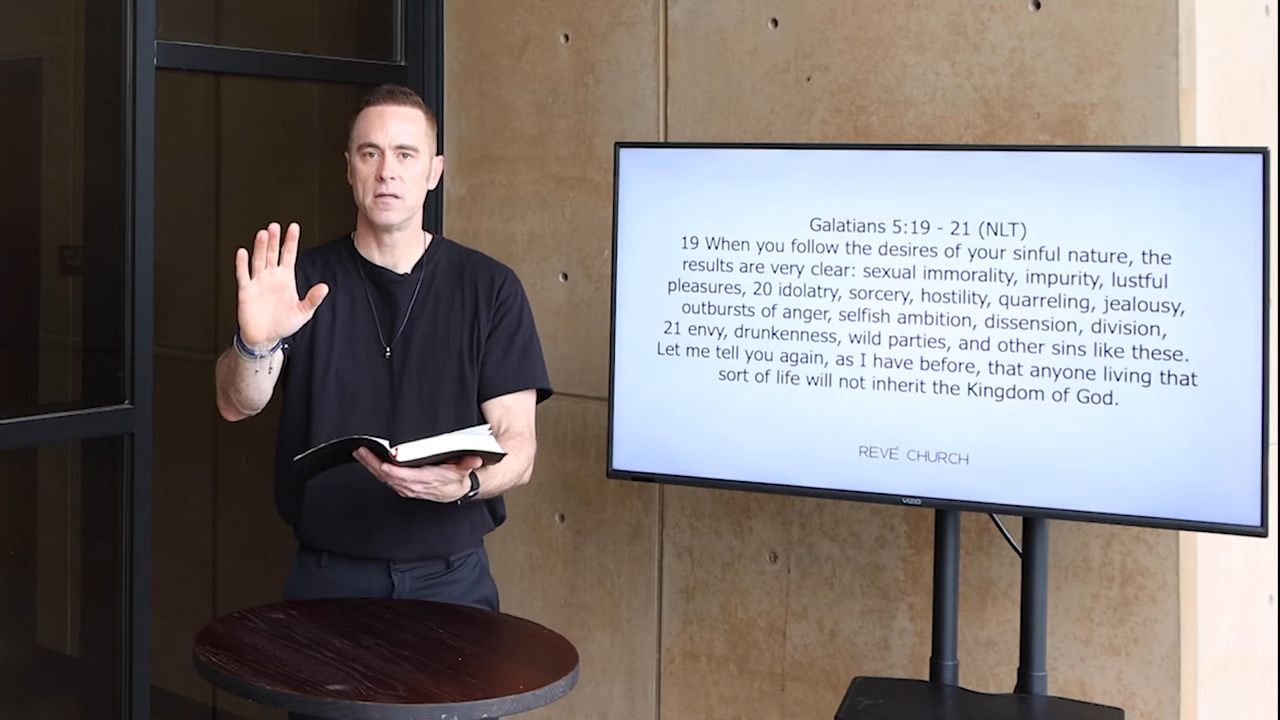 Galatians 5:19 - 21 (NLT)
19 When you follow the desires of your sinful nature, the
results are very clear: sexual immorality, impurity, lustful
pleasures, 20 idolatry, sorcery, hostility, quarreling, jealousy,
outbursts of anger, selfish ambition, dissension, division,
21 envy, drunkenness, wild parties, and other sins like these.
Let me tell you again, as I have before, that anyone living that
sort of life will not inherit the Kingdom of God.
REVÉ CHURCH
VIZIO